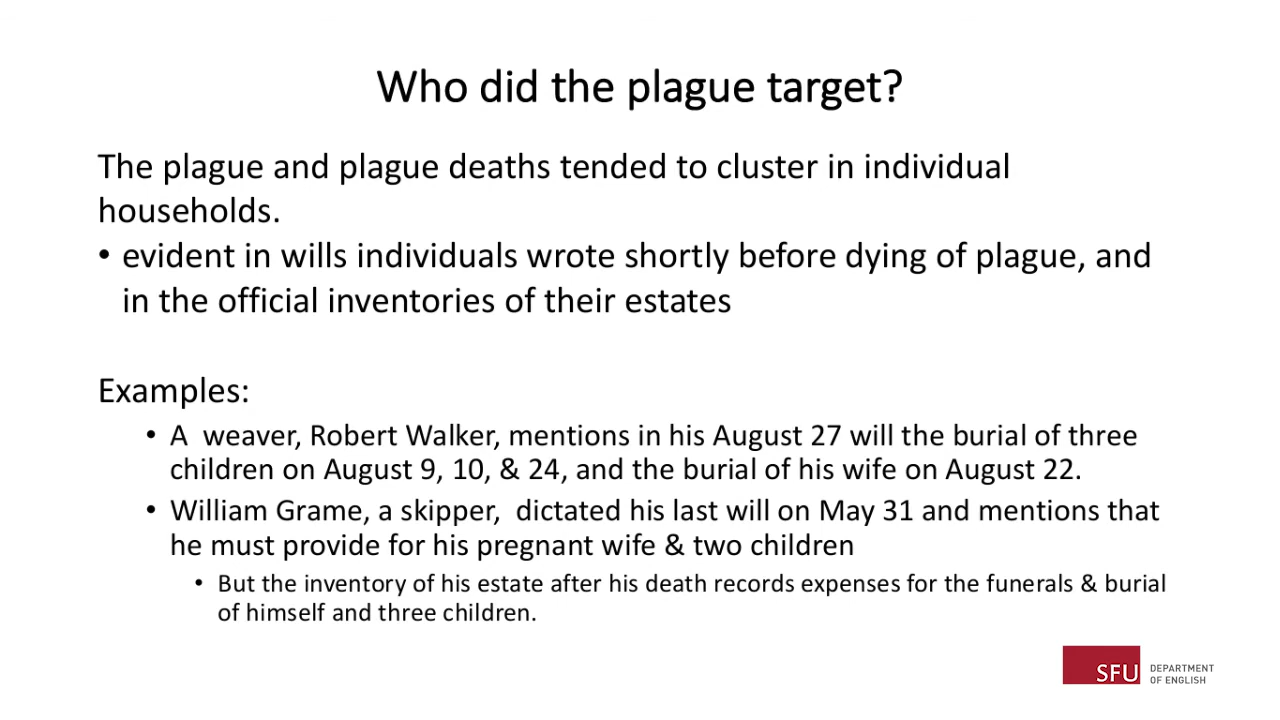 Who did the plague target?
The plague and plague deaths tended to cluster in individual
households.
• evident in wills individuals wrote shortly before dying of plague, and
in the official inventories of their estates
Examples:
• A  weaver, Robert Walker, mentions in his August 27 will the burial of three
children on August 9, 10, & 24, and the burial of his wife on August 22.
• William Grame, a skipper,  dictated his last will on May 31 and mentions that
he must provide for his pregnant wife & two children
• But the inventory of his estate after his death records expenses for the funerals & burial
of himself and three children.
SFU
DEPARTMENT
OF ENGLISH